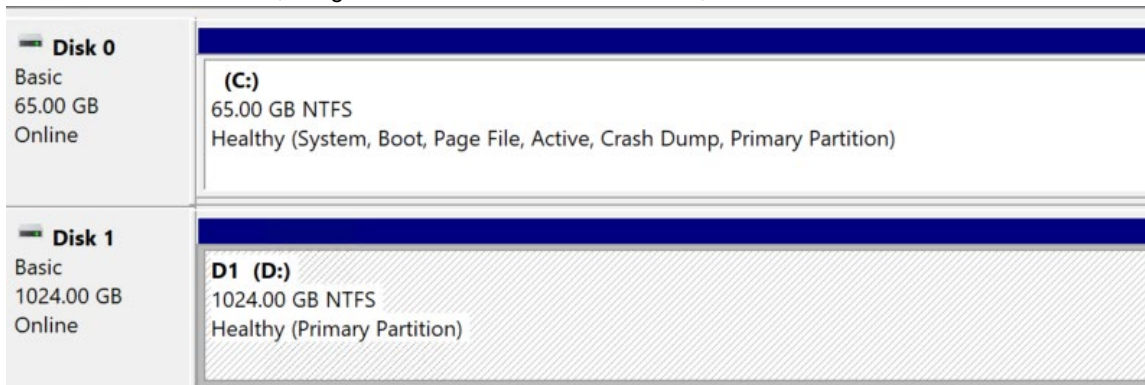 Disk 0
Basic
65.00 GB
Online
(C:)
65.00 GB NTFS
Healthy (System, Boot, Page File, Active, Crash Dump, Primary Partition)
Disk 1
Basic
1024.00 GB
Online
D1 (D:)
1024.00 GB NTFS
Healthy (Primary Partition)